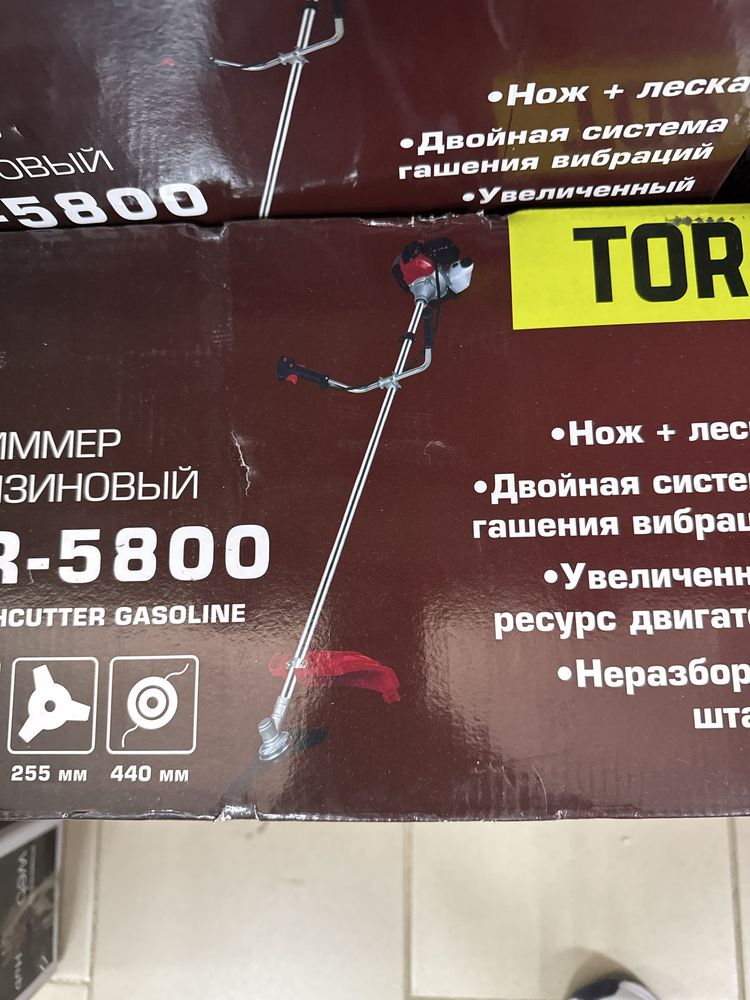 •Нож + леска
•Двойная система
гашения вибраций
•Увеличенный
ОВЫЙ
-5800
TOR
ИММЕР
ЗИНОВЫЙ
R-5800
HCUTTER GASOLINE
255 мм
440 мм
•Нож + лес
•Двойная систе
гашения вибрац
•Увеличенн
ресурс двигат
•Неразбор
шта